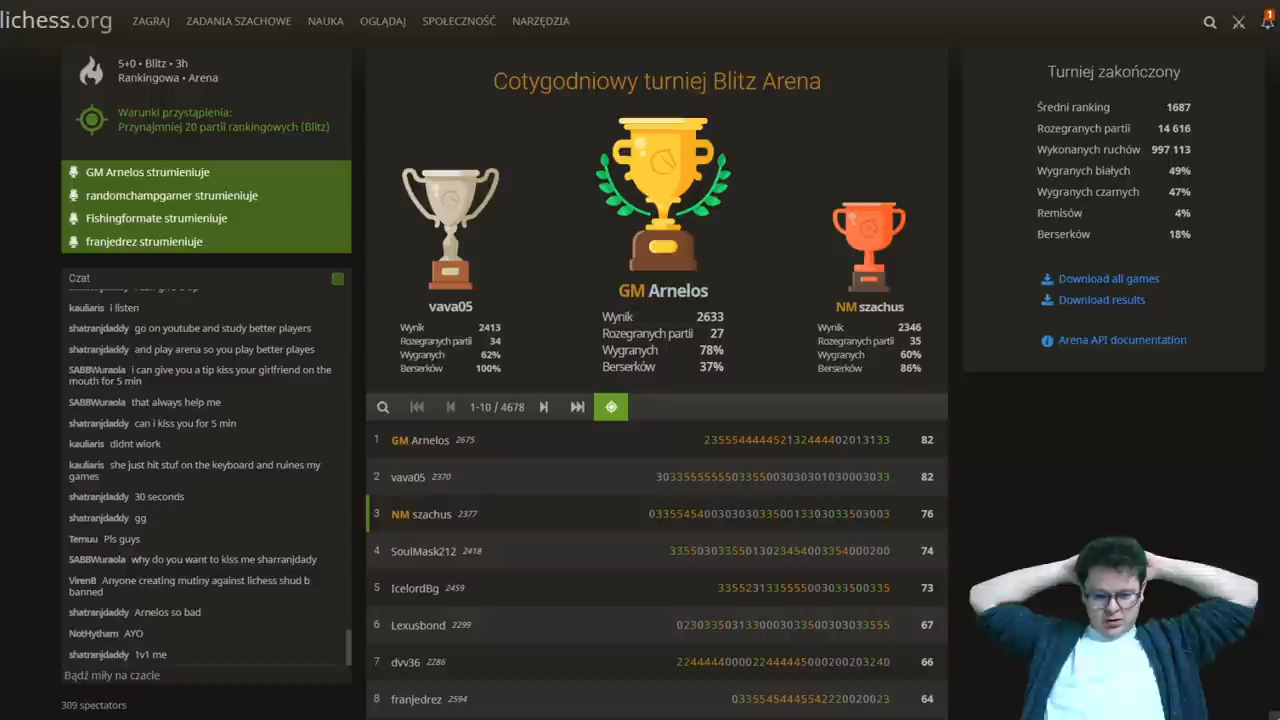 lichess.org ZAGRAJ ZADANIA SZACHOWE NAUKA OGLĄDAJ SPOŁECZNOŚĆ NARZĘDZIA 1
5+0 • Blitz • 3h
Rankingowa • Arena
Warunki przystąpienia:
Przynajmniej 20 partii rankingowych (Blitz)
GM Arnelos strumieniuje
randomchampgamer strumieniuje
Fishingformate strumieniuje
franjedrez strumieniuje
Czat
kauliaris i listen
shatranjdaddy go on youtube and study better players
shatranjdaddy and play arena so you play better playes
SABBWuraola i can give you a tip kiss your girlfriend on the
mouth for 5 min
SABBWuraola that always help me
shatranjdaddy can i kiss you for 5 min
kauliaris didnt wiork
kauliaris she just hit stuf on the keyboard and ruines my
games
shatranjdaddy 30 seconds
shatranjdaddy gg
Temuu Pls guys
SABBWuraola why do you want to kiss me sharranjdady
VirenB Anyone creating mutiny against lichess shud b
banned
shatranjdaddy Arnelos so bad
NotHytham AYO
shatranjdaddy 1v1 me
Bądź miły na czacie
309 spectators
Cotygodniowy turniej Blitz Arena
vava05
Wynik 2413
Rozegranych partii 34
Wygranych 62%
Berserków 100%
GM Arnelos
Wynik 2633
Rozegranych partii 27
Wygranych 78%
Berserków 37%
NM szachus
Wynik 2346
Rozegranych partii 35
Wygranych 60%
Berserków 86%
1-10 / 4678
1 GM Arnelos 2675 235554444452132444402013133 82
2 vava05 2370 3033555555503355003030301030003033 82
3 NM szachus 2377 03355454003030303350013303033503003 76
4 SoulMask212 2418 33550303355013023454003354000200 74
5 IcelordBg 2459 33552313355555003033500335 73
6 Lexusbond 2299 0230335031330003033500303033555 67
7 dvv36 2286 2244444000022444445000200203240 66
8 franjedrez 2594 03355454445542220020023 64
Turniej zakończony
Średni ranking 1687
Rozegranych partii 14 616
Wykonanych ruchów 997 113
Wygranych białych 49%
Wygranych czarnych 47%
Remisów 4%
Berserków 18%
Download all games
Download results
Arena API documentation